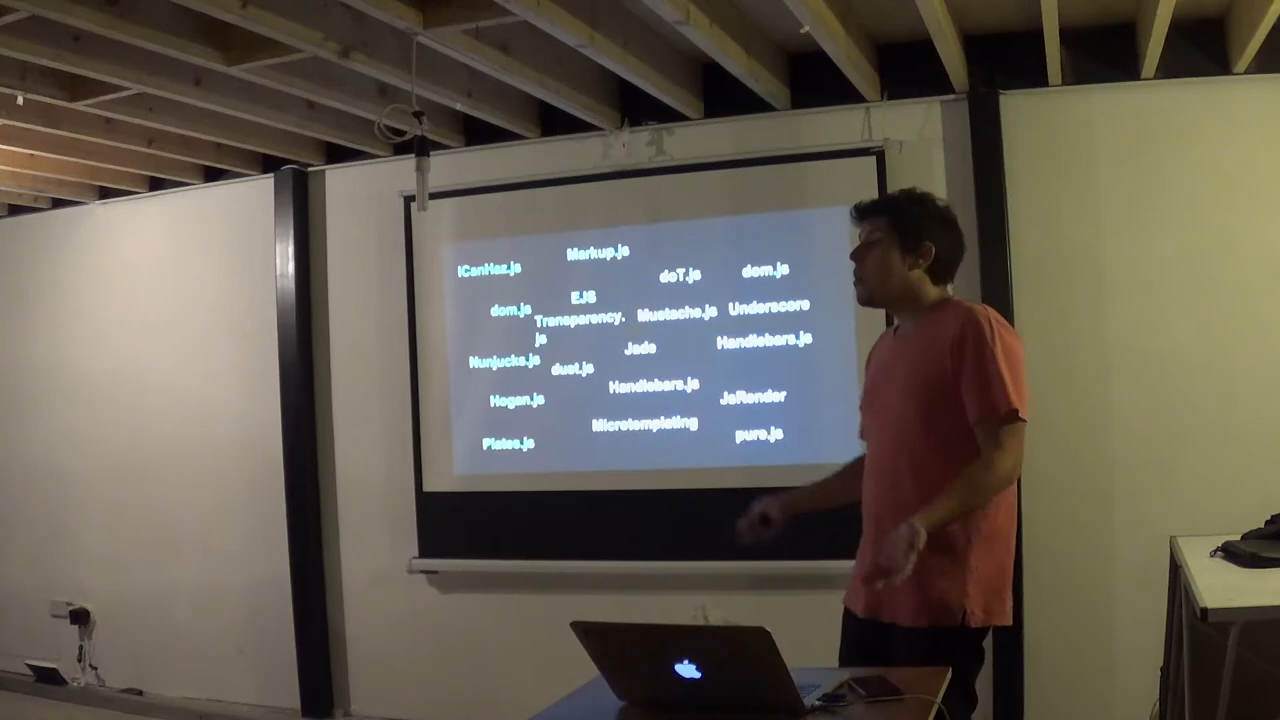 Markup.js
ICanHaz.js
doT.js
dom.js
EJS
dom.js
Transparency.
js
Mustache.js
Underscore
Nunjucks.js
dust.js
Jade
Handlebars.js
Handlebars.js
Hogan.js
JsRender
Microtemplating
Plates.js
pure.js